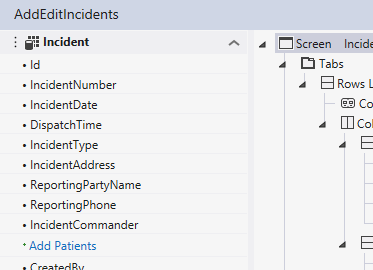 AddEditIncidents
Incident
Id
IncidentNumber
IncidentDate
DispatchTime
IncidentType
IncidentAddress
ReportingPartyName
ReportingPhone
IncidentCommander
+ Add Patients
CreatedBy
Screen Incide
Tabs
Rows L
Co
Col